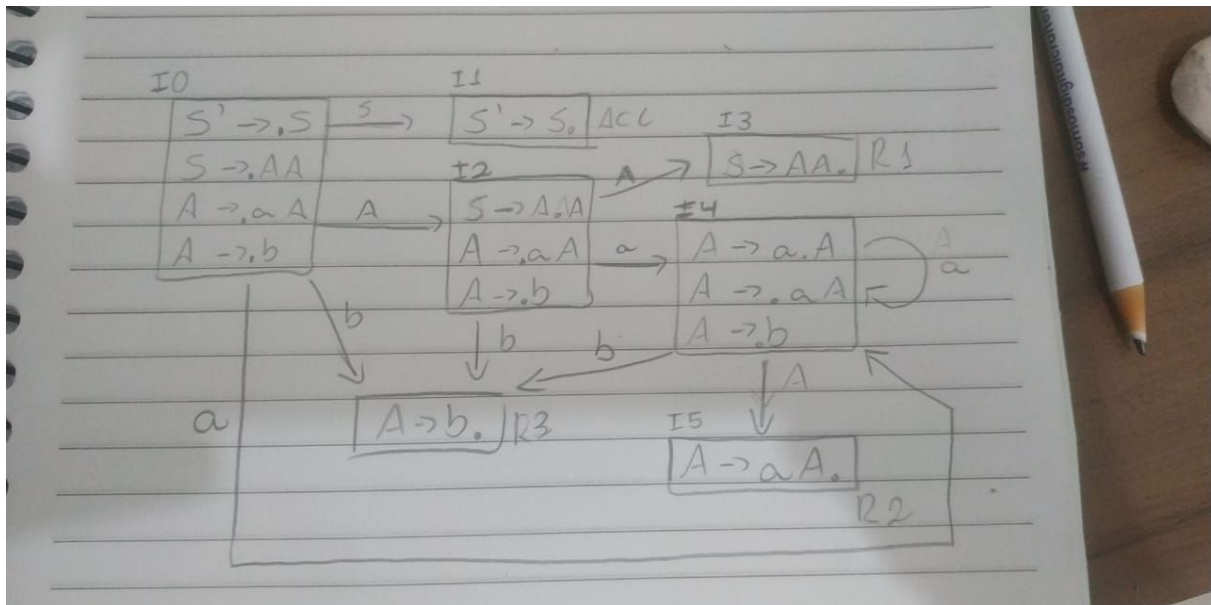 I0
S' → .S
S → .AA
A → .aA
A → .b
S
I1
S' → S.
ACC
I3
S → AA.
R1
A
I2
S → A.A
A → .aA
A → .b
A
a
I4
A → a.A
A → .aA
A → .b
A
a
b
b
b
A → b.
R3
a
A
I5
A → aA.
R2